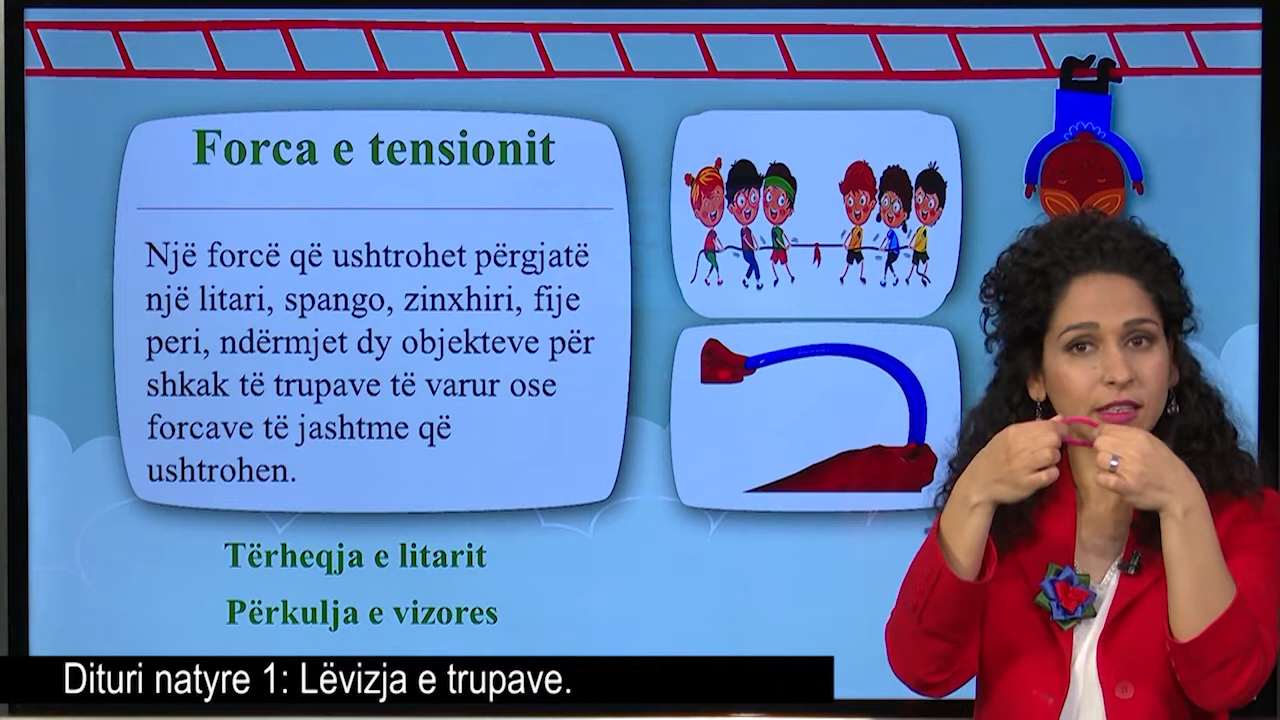 Forca e tensionit
Një forcë që ushtrohet përgjatë
një litari, spango, zinxhiri, fije
peri, ndërmjet dy objekteve për
shkak të trupave të varur ose
forcave të jashtme që
ushtrohen.
Tërheqja e litarit
Përkulja e vizores
Dituri natyre 1: Lëvizja e trupave.